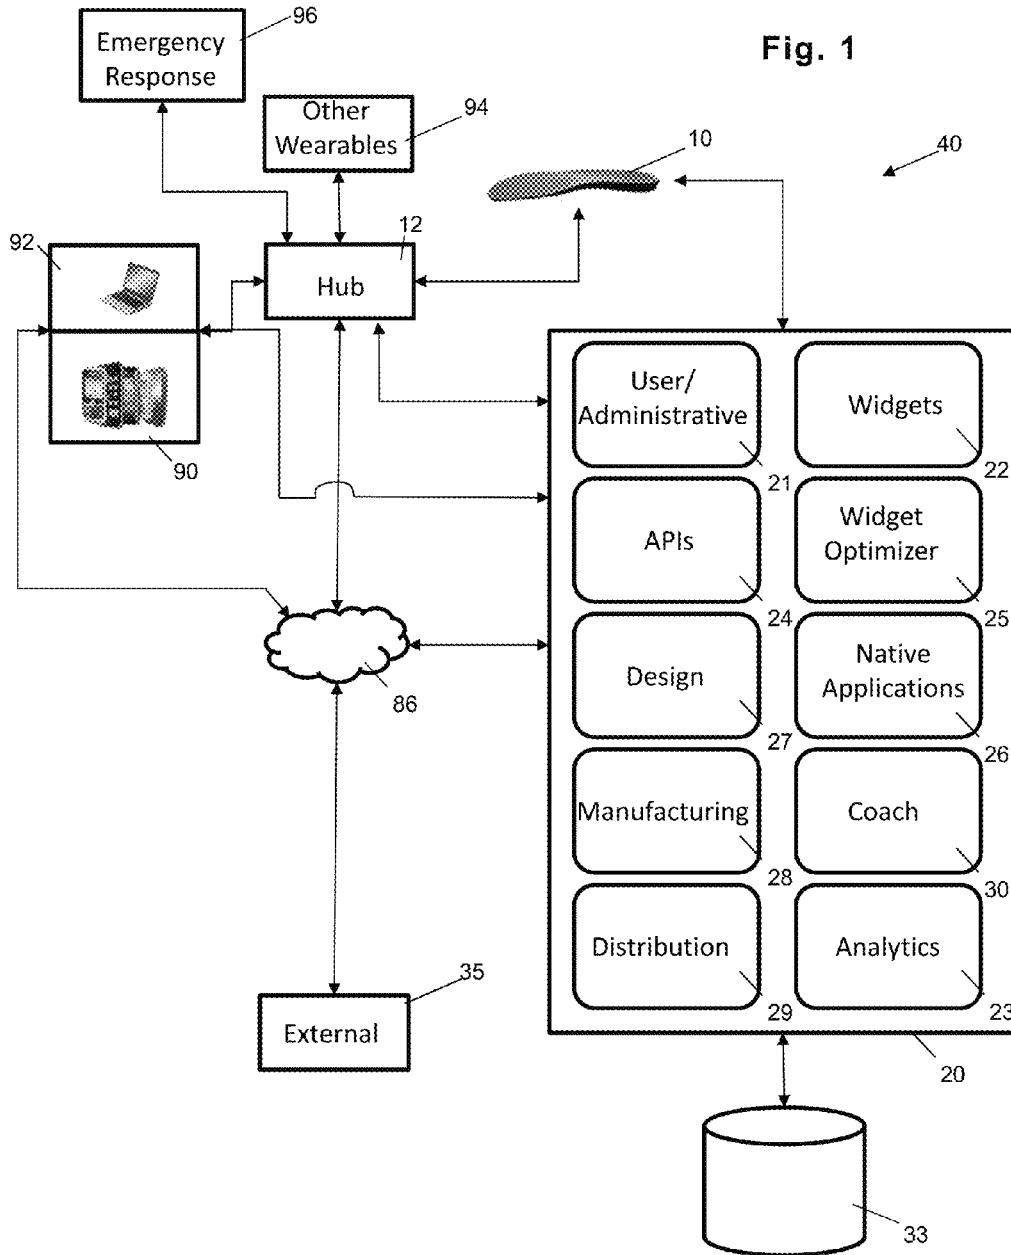 96
Emergency
Response
Fig. 1
Other
Wearables
94
10
40
12
92
Hub
90
User/
Administrative
21
Widgets
22
APIs
24
Widget
Optimizer
25
86
Design
27
Native
Applications
26
Manufacturing
28
Coach
30
35
External
Distribution
29
Analytics
23
20
33